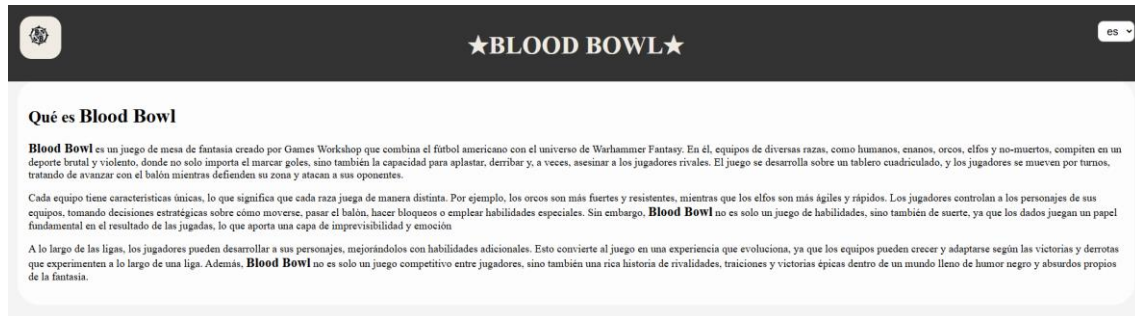 ★BLOOD BOWL★
es
Qué es Blood Bowl
Blood Bowl es un juego de mesa de fantasía creado por Games Workshop que combina el fútbol americano con el universo de Warhammer Fantasy. En él, equipos de diversas razas, como humanos, enanos, orcos, elfos y no-muertos, compiten en un
deporte brutal y violento, donde no solo importa el marcar goles, sino también la capacidad para aplastar, derribar y, a veces, asesinar a los jugadores rivales. El juego se desarrolla sobre un tablero cuadriculado, y los jugadores se mueven por turnos,
tratando de avanzar con el balón mientras defienden su zona y atacan a sus oponentes.
Cada equipo tiene características únicas, lo que significa que cada raza juega de manera distinta. Por ejemplo, los orcos son más fuertes y resistentes, mientras que los elfos son más ágiles y rápidos. Los jugadores controlan a los personajes de sus
equipos, tomando decisiones estratégicas sobre cómo moverse, pasar el balón, hacer bloqueos o emplear habilidades especiales. Sin embargo, Blood Bowl no es solo un juego de habilidades, sino también de suerte, ya que los dados juegan un papel
fundamental en el resultado de las jugadas, lo que aporta una capa de imprevisibilidad y emoción
A lo largo de las ligas, los jugadores pueden desarrollar a sus personajes, mejorándolos con habilidades adicionales. Esto convierte al juego en una experiencia que evoluciona, ya que los equipos pueden crecer y adaptarse según las victorias y derrotas
que experimenten a lo largo de una liga. Además, Blood Bowl no es solo un juego competitivo entre jugadores, sino también una rica historia de rivalidades, traiciones y victorias épicas dentro de un mundo lleno de humor negro y absurdos propios
de la fantasía.